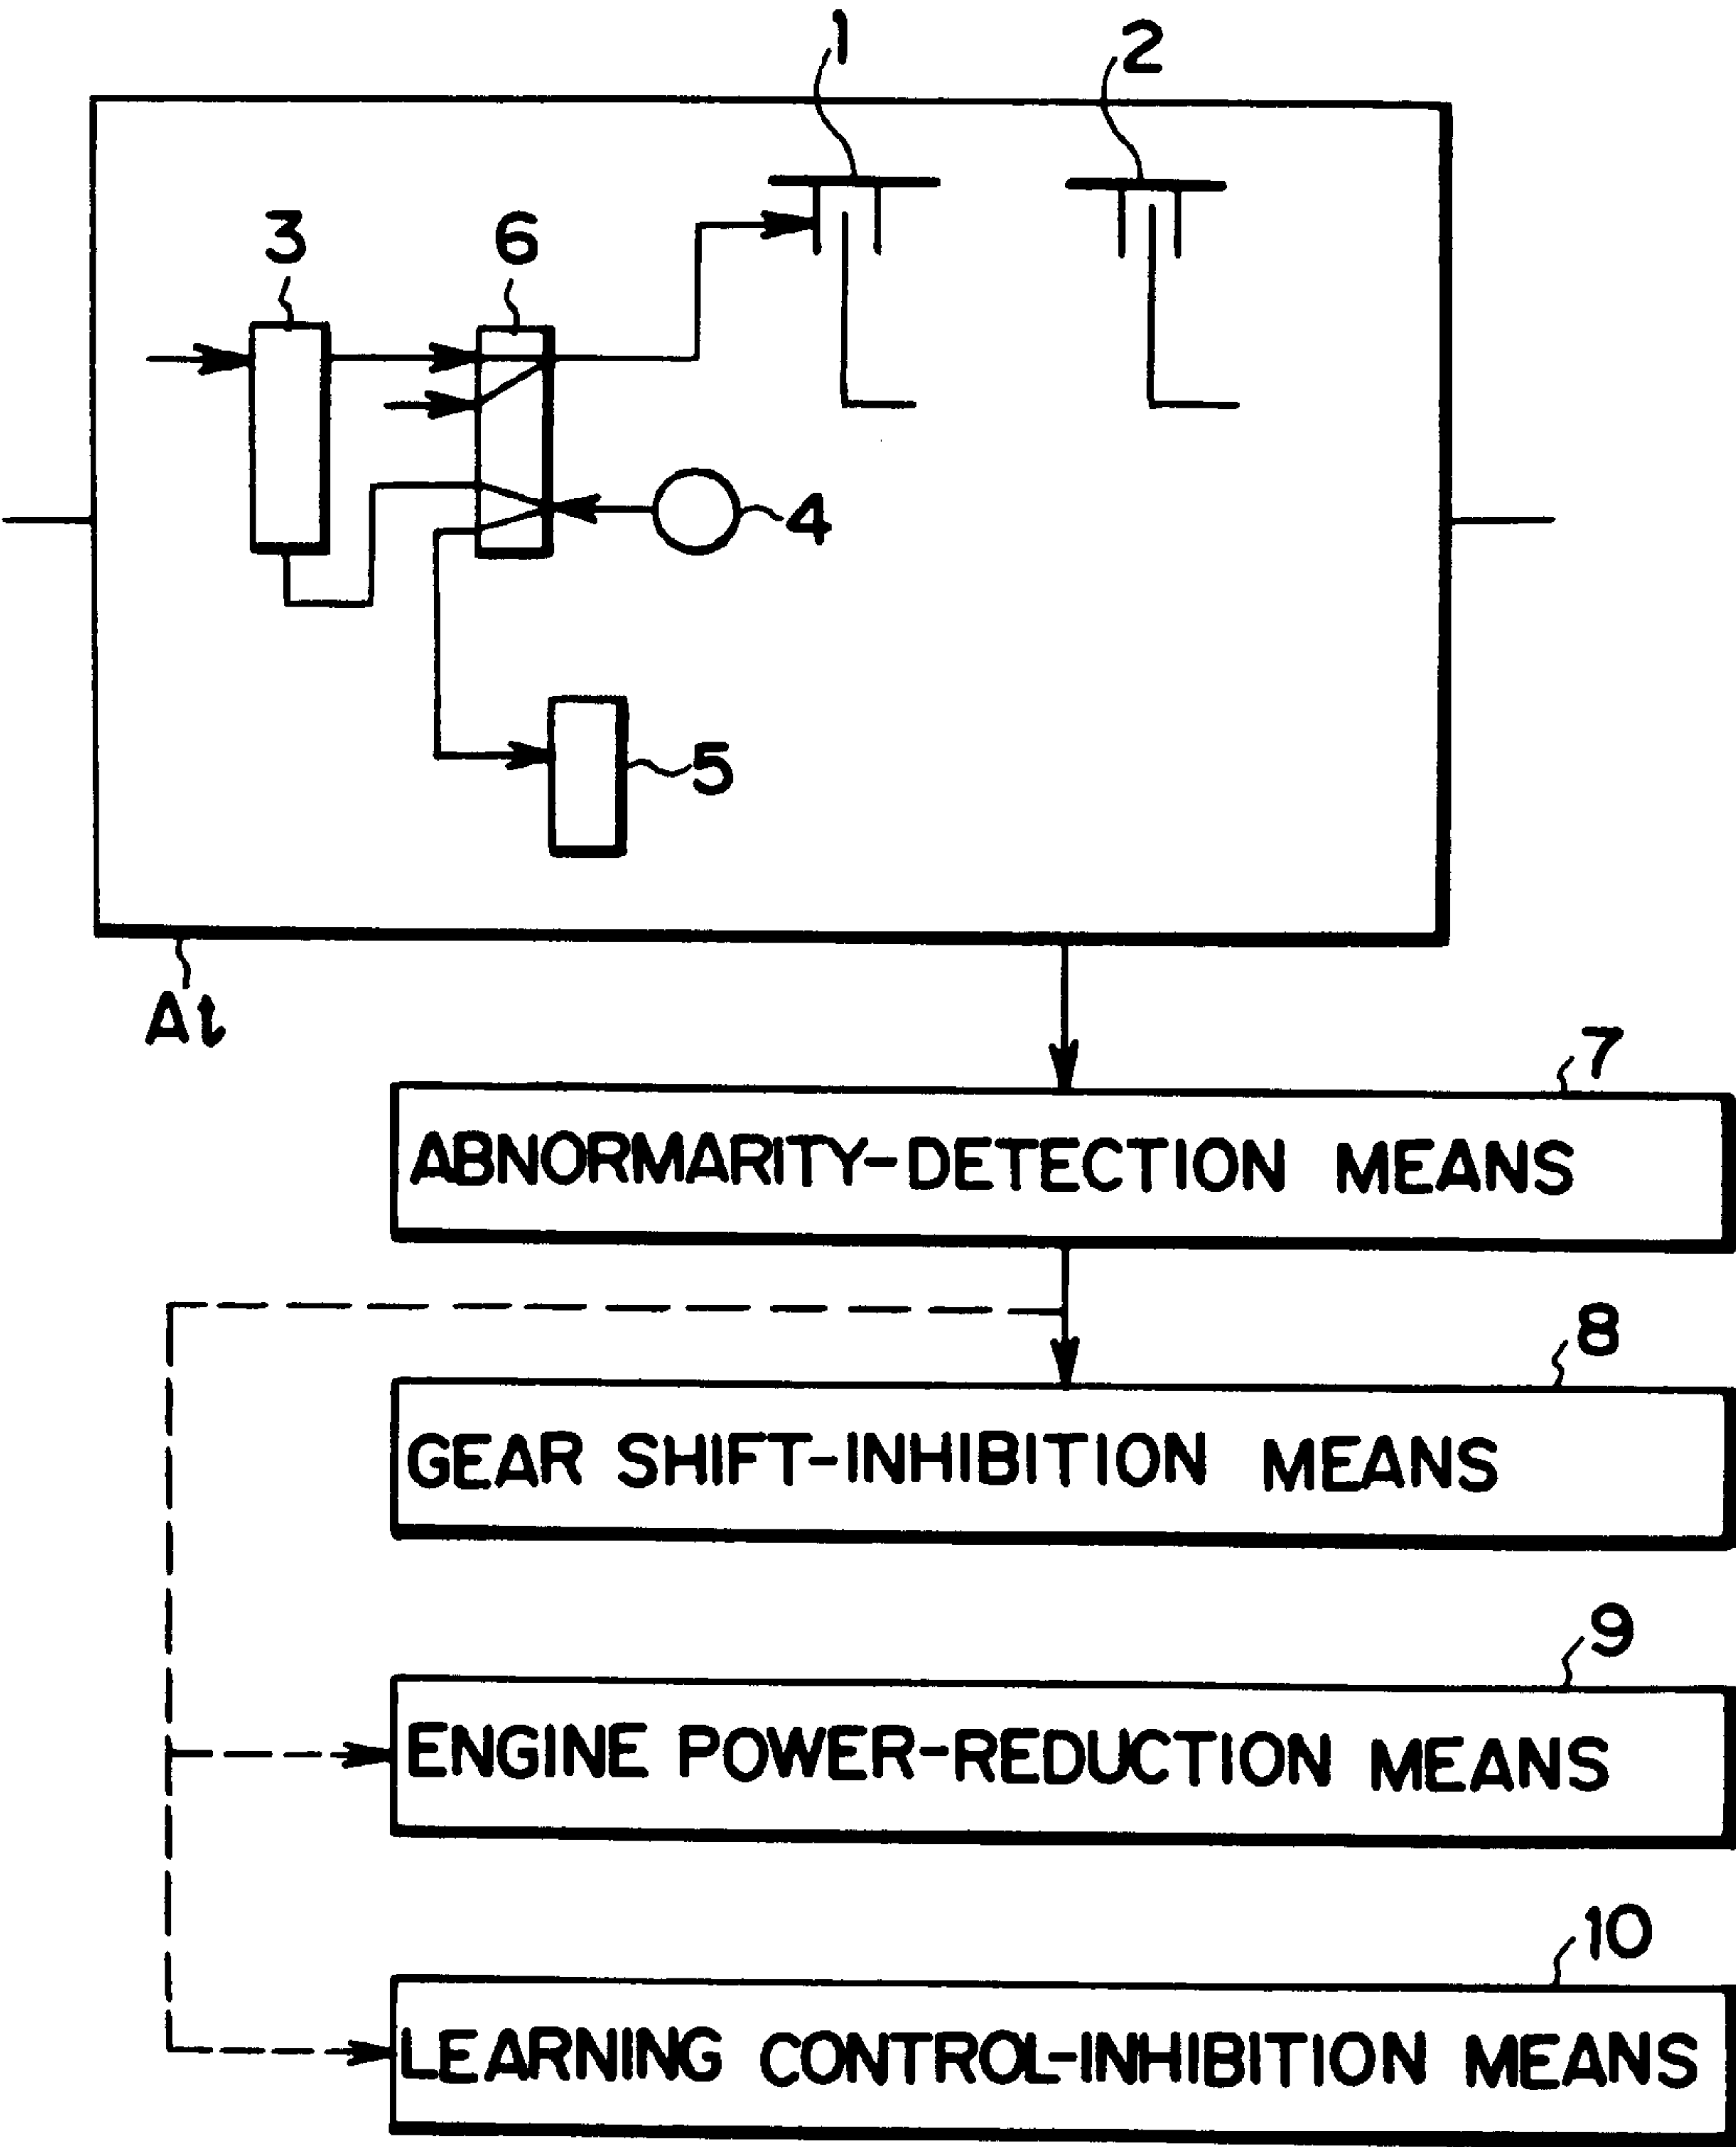 1
2
3
6
4
5
At
7
ABNORMARITY-DETECTION MEANS
8
GEAR SHIFT-INHIBITION MEANS
9
ENGINE POWER-REDUCTION MEANS
10
LEARNING CONTROL-INHIBITION MEANS